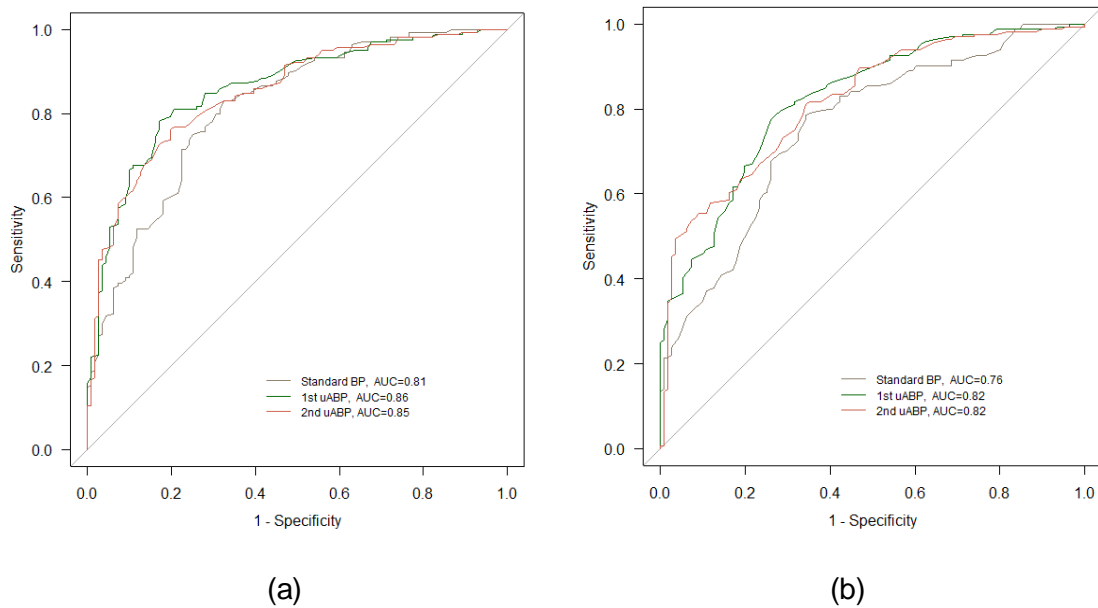 1.0
0.8
0.6
0.4
0.2
0.0
Sensitivity
Standard BP, AUC=0.81
1st uABP, AUC=0.86
2nd uABP, AUC=0.85
0.0 0.2 0.4 0.6 0.8 1.0
1 - Specificity
(a)
1.0
0.8
0.6
0.4
0.2
0.0
Sensitivity
Standard BP, AUC=0.76
1st uABP, AUC=0.82
2nd uABP, AUC=0.82
0.0 0.2 0.4 0.6 0.8 1.0
1 - Specificity
(b)